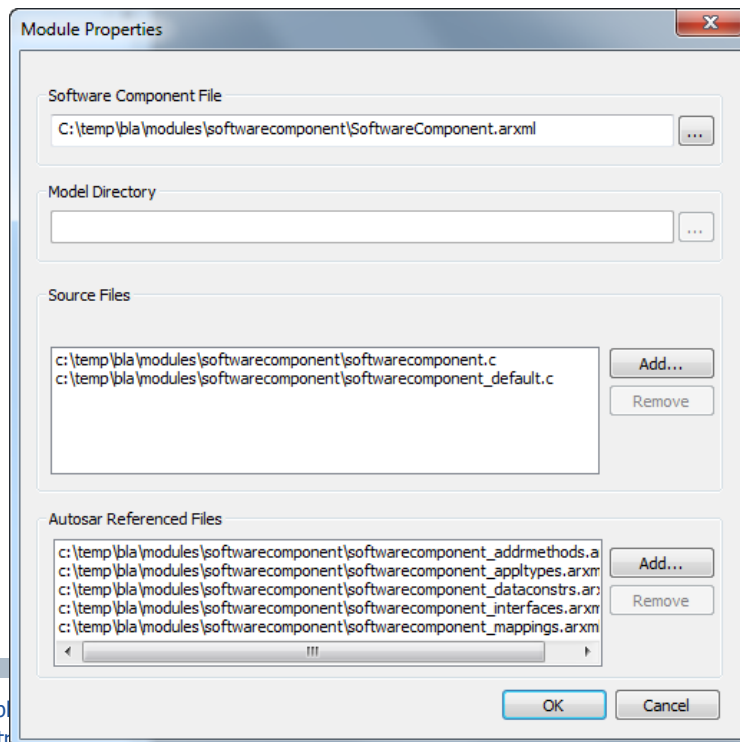 Module Properties
Software Component File
C:\temp\bla\modules\softwarecomponent\SoftwareComponent.arxml
...
Model Directory
...
Source Files
c:\temp\bla\modules\softwarecomponent\softwarecomponent.c
c:\temp\bla\modules\softwarecomponent\softwarecomponent_default.c
Add...
Remove
Autosar Referenced Files
c:\temp\bla\modules\softwarecomponent\softwarecomponent_addrmethods.a
c:\temp\bla\modules\softwarecomponent\softwarecomponent_appltypes.arxm
c:\temp\bla\modules\softwarecomponent\softwarecomponent_dataconstrs.arx
c:\temp\bla\modules\softwarecomponent\softwarecomponent_interfaces.arxm
c:\temp\bla\modules\softwarecomponent\softwarecomponent_mappings.arxml
Add...
Remove
OK
Cancel